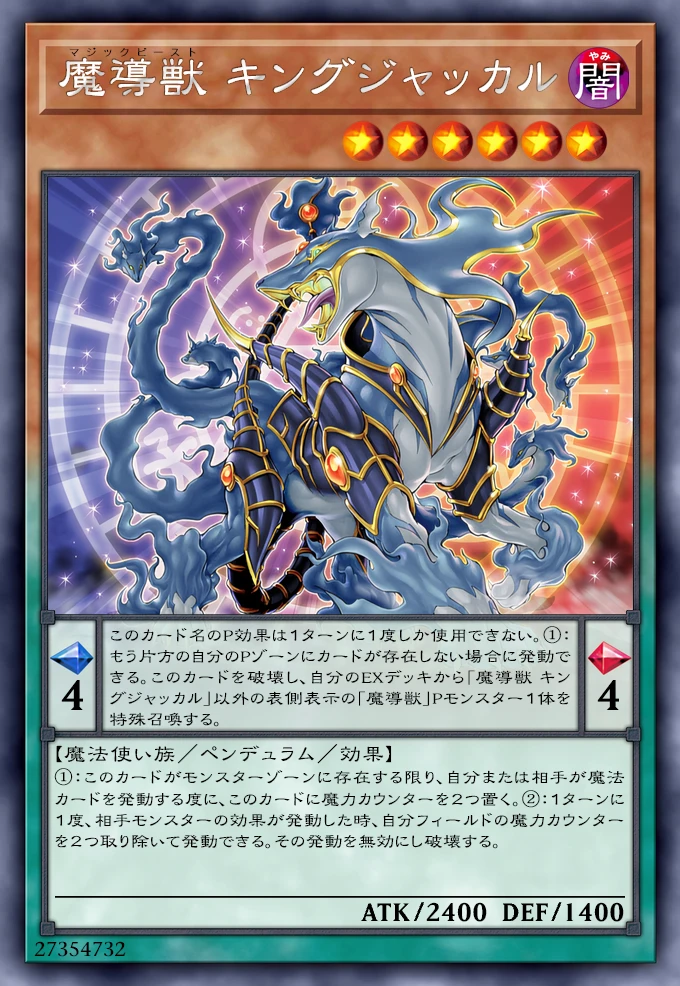 マジックビースト
魔導獣 キングジャッカル
やみ
闇
このカード名のP効果は1ターンに1度しか使用できない。①:
もう片方の自分のPゾーンにカードが存在しない場合に発動で
きる。このカードを破壊し、自分のEXデッキから「魔導獣 キン
グジャッカル」以外の表側表示の「魔導獣」Pモンスター1体を
特殊召喚する。
4
4
【魔法使い族／ペンデュラム／効果】
①:このカードがモンスターゾーンに存在する限り、自分または相手が魔法
カードを発動する度に、このカードに魔力カウンターを2つ置く。②:1ターンに
1度、相手モンスターの効果が発動した時、自分フィールドの魔力カウンター
を2つ取り除いて発動できる。その発動を無効にし破壊する。
ATK/2400 DEF/1400
27354732